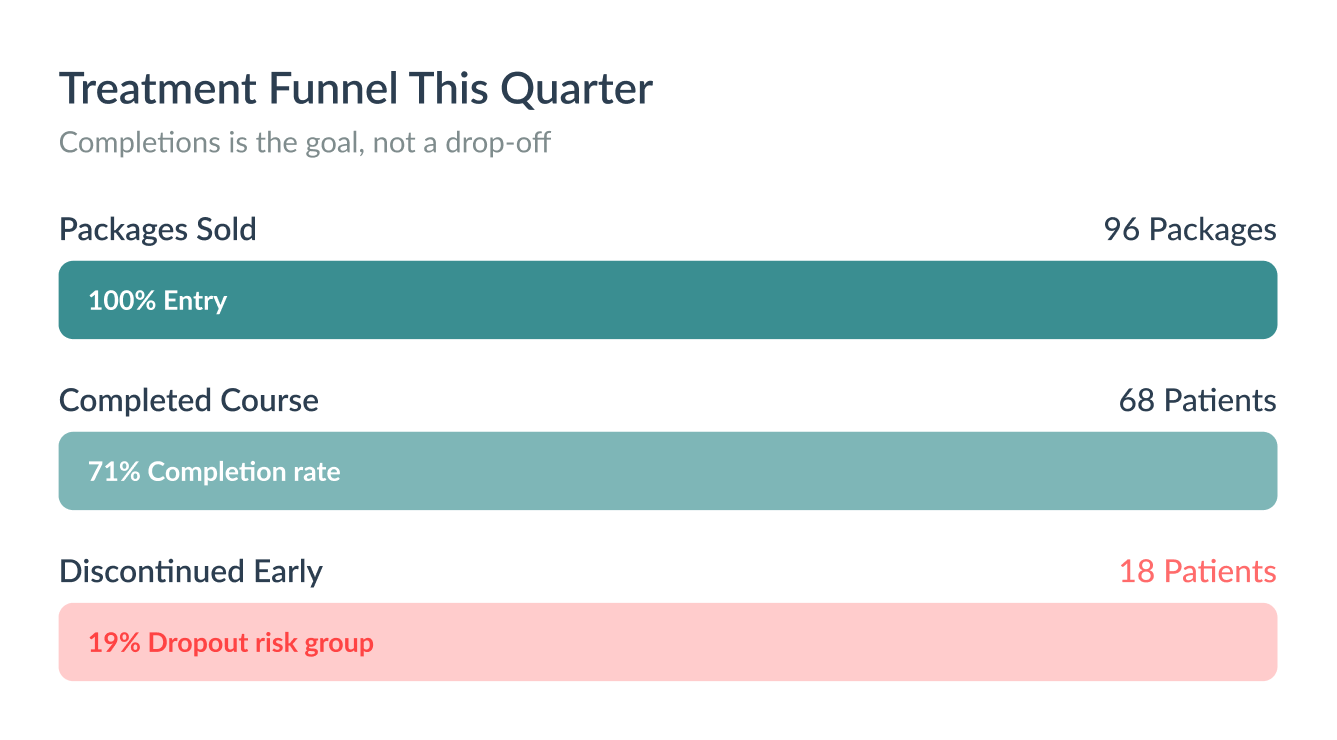 Treatment Funnel This Quarter
Completions is the goal, not a drop-off
Packages Sold
96 Packages
100% Entry
Completed Course
68 Patients
71% Completion rate
Discontinued Early
18 Patients
19% Dropout risk group